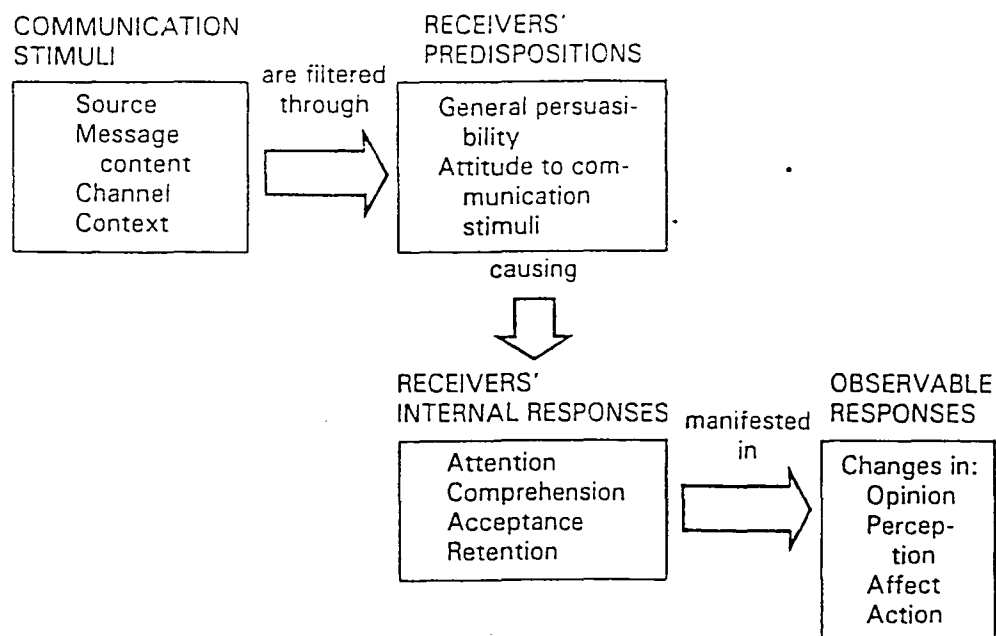 COMMUNICATION
STIMULI
Source
Message
content
Channel
Context
are filtered
through
RECEIVERS'
PREDISPOSITIONS
General persuasi-
bility
Attitude to com-
munication
stimuli
causing
RECEIVERS'
INTERNAL RESPONSES
Attention
Comprehension
Acceptance
Retention
manifested
in
OBSERVABLE
RESPONSES
Changes in:
Opinion
Percep-
tion
Affect
Action